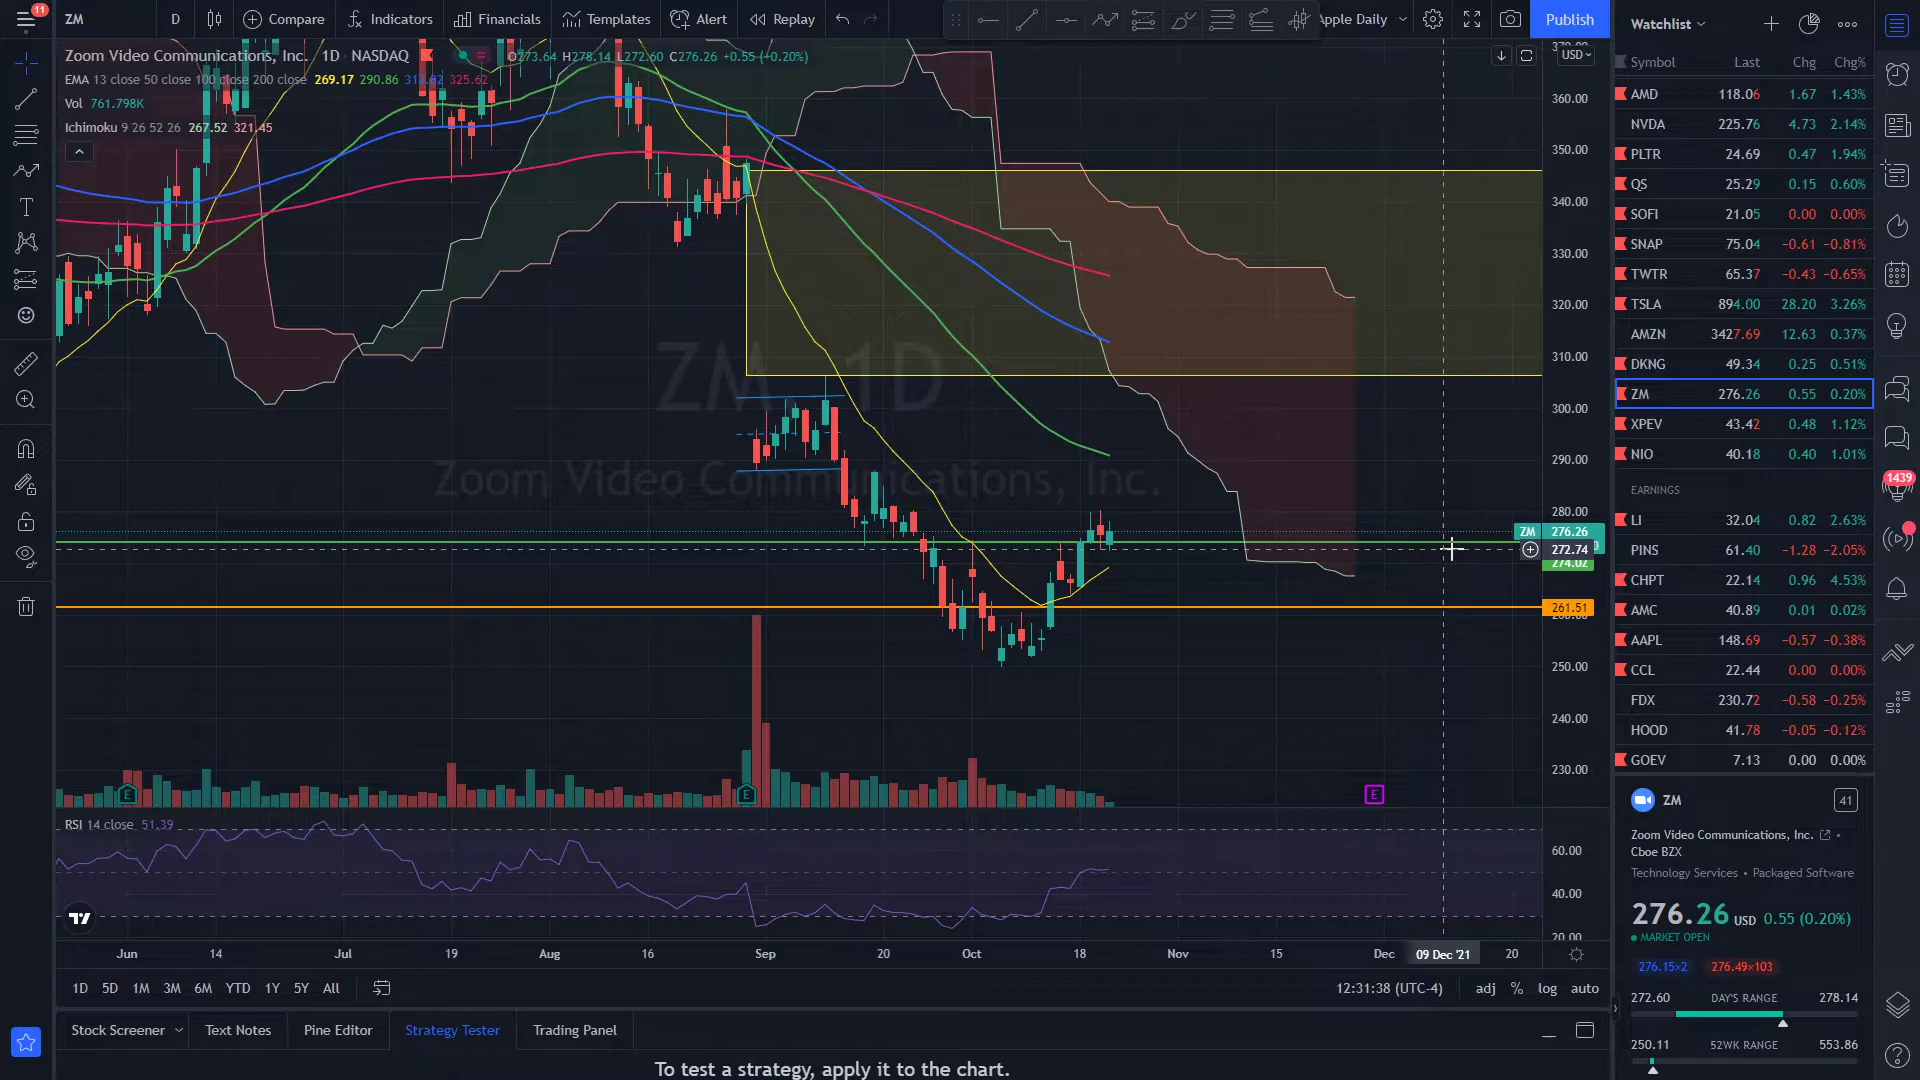 11
ZM
D
Compare
Indicators
Financials
Templates
Alert
Replay
Apple Daily
Publish
Zoom Video Communications, Inc. · 1D · NASDAQ
O273.64 H278.14 L272.60 C276.26 +0.55 (+0.20%)
EMA 13 close 50 close 100 close 200 close 269.17 290.86 325.62
Vol 761.798K
Ichimoku 9 26 52 26 267.52 321.45
ZM 1D
Zoom Video Communications, Inc.
USD
360.00
350.00
340.00
330.00
320.00
310.00
300.00
290.00
280.00
ZM 276.26
272.74
274.02
261.51
250.00
240.00
230.00
E
E
E
RSI 14 close 51.39
60.00
40.00
20.00
Jun 14 Jul 19 Aug 16 Sep 20 Oct 18 Nov 15 Dec 09 Dec '21 20
1D 5D 1M 3M 6M YTD 1Y 5Y All
12:31:38 (UTC-4)
adj % log auto
Stock Screener
Text Notes
Pine Editor
Strategy Tester
Trading Panel
To test a strategy, apply it to the chart.
Watchlist
Symbol Last Chg Chg%
AMD 118.06 1.67 1.43%
NVDA 225.76 4.73 2.14%
PLTR 24.69 0.47 1.94%
QS 25.29 0.15 0.60%
SOFI 21.05 0.00 0.00%
SNAP 75.04 −0.61 −0.81%
TWTR 65.37 −0.43 −0.65%
TSLA 894.00 28.20 3.26%
AMZN 3427.69 12.63 0.37%
DKNG 49.34 0.25 0.51%
ZM 276.26 0.55 0.20%
XPEV 43.42 0.48 1.12%
NIO 40.18 0.40 1.01%
EARNINGS
LI 32.04 0.82 2.63%
PINS 61.40 −1.28 −2.05%
CHPT 22.14 0.96 4.53%
AMC 40.89 0.01 0.02%
AAPL 148.69 −0.57 −0.38%
CCL 22.44 0.00 0.00%
FDX 230.72 −0.58 −0.25%
HOOD 41.78 −0.05 −0.12%
GOEV 7.13 0.00 0.00%
ZM
41
Zoom Video Communications, Inc. ·
Cboe BZX
Technology Services • Packaged Software
276.26 USD 0.55 (0.20%)
MARKET OPEN
276.15×2 276.49×103
272.60 DAY'S RANGE 278.14
250.11 52WK RANGE 553.86
1439